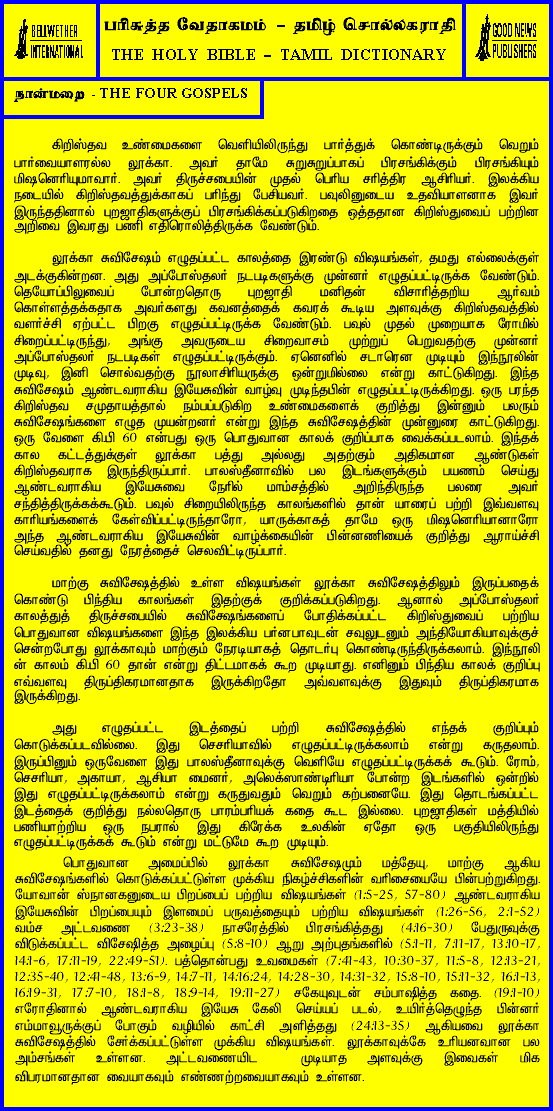 BELLWETHER
INTERNATIONAL
பரிசுத்த வேதாகமம் - தமிழ் சொல்லகராதி
THE HOLY BIBLE – TAMIL DICTIONARY
GOOD NEWS
PUBLISHERS
நான்மறை - THE FOUR GOSPELS
கிறிஸ்தவ உண்மைகளை வெளியிலிருந்து பார்த்துக் கொண்டிருக்கும் வெறும்
பார்வையாளரல்ல லூக்கா. அவர் தாமே சுறுசுறுப்பாகப் பிரசங்கிக்கும் பிரசங்கியும்
மிஷனெரியுமாவார். அவர் திருச்சபையின் முதல் பெரிய சரித்திர ஆசிரியர். இலக்கிய
நடையில் கிறிஸ்தவத்துக்காகப் பரிந்து பேசியவர். பவுலினுடைய உதவியாளனாக இவர்
இருந்ததினால் புறஜாதிகளுக்குப் பிரசங்கிக்கப்படுகிறதை ஒத்ததான கிறிஸ்துவைப் பற்றின
அறிவை இவரது பணி எதிரொலித்திருக்க வேண்டும்.
லூக்கா சுவிசேஷம் எழுதப்பட்ட காலத்தை இரண்டு விஷயங்கள், தமது எல்லைக்குள்
அடக்குகின்றன. அது அப்போஸ்தலர் நடபடிகளுக்கு முன்னர் எழுதப்பட்டிருக்க வேண்டும்.
தெயோப்பிலுவைப் போன்றதொரு புறஜாதி மனிதன் விசாரித்தறிய ஆர்வம்
கொள்ளத்தக்கதாக அவர்களது கவனத்தைக் கவரக் கூடிய அளவுக்கு கிறிஸ்தவத்தில்
வளர்ச்சி ஏற்பட்ட பிறகு எழுதப்பட்டிருக்க வேண்டும். பவுல் முதல் முறையாக ரோமில்
சிறைப்பட்டிருந்து, அங்கு அவருடைய சிறைவாசம் முற்றுப் பெறுவதற்கு முன்னர்
அப்போஸ்தலர் நடபடிகள் எழுதப்பட்டிருக்கும். ஏனெனில் சடாரென முடியும் இந்நூலின்
முடிவு, இனி சொல்வதற்கு நூலாசிரியருக்கு ஒன்றுமில்லை என்று காட்டுகிறது. இந்த
சுவிசேஷம் ஆண்டவராகிய இயேசுவின் வாழ்வு முடிந்தபின் எழுதப்பட்டிருக்கிறது. ஒரு பரந்த
கிறிஸ்தவ சமுதாயத்தால் நம்பப்படுகிற உண்மைகளைக் குறித்து இன்னும் பலரும்
சுவிசேஷங்களை எழுத முயன்றனர் என்று இந்த சுவிசேஷத்தின் முன்னுரை காட்டுகிறது.
ஒரு வேளை கிபி 60 என்பது ஒரு பொதுவான காலக் குறிப்பாக வைக்கப்படலாம். இந்தக்
கால கட்டத்துக்குள் லூக்கா பத்து அல்லது அதற்கும் அதிகமான ஆண்டுகள்
கிறிஸ்தவராக இருந்திருப்பார். பாலஸ்தீனாவில் பல இடங்களுக்கும் பயணம் செய்து
ஆண்டவராகிய இயேசுவை நேரில் மாம்சத்தில் அறிந்திருந்த பலரை அவர்
சந்தித்திருக்கக்கூடும். பவுல் சிறையிலிருந்த காலங்களில் தான் யாரைப் பற்றி இவ்வளவு
காரியங்களைக் கேள்விப்பட்டிருந்தாரோ, யாருக்காகத் தாமே ஒரு மிஷனெரியானாரோ
அந்த ஆண்டவராகிய இயேசுவின் வாழ்க்கையின் பின்னணியைக் குறித்து ஆராய்ச்சி
செய்வதில் தனது நேரத்தைச் செலவிட்டிருப்பார்.
மாற்கு சுவிசேஷத்தில் உள்ள விஷயங்கள் லூக்கா சுவிசேஷத்திலும் இருப்பதைக்
கொண்டு பிந்திய காலங்கள் இதற்குக் குறிக்கப்படுகிறது. ஆனால் அப்போஸ்தலர்
காலத்துத் திருச்சபையில் சுவிசேஷங்களைப் போதிக்கப்பட்ட கிறிஸ்துவைப் பற்றிய
பொதுவான விஷயங்களை இந்த இலக்கிய பர்னபாவுடன் சவுலுடனும் அந்தியோகியாவுக்குச்
சென்றபோது லூக்காவும் மாற்கும் நேரடியாகத் தொடர்பு கொண்டிருந்திருக்கலாம். இந்நூலி
ன் காலம் கிபி 60 தான் என்று திட்டமாகக் கூற முடியாது. எனினும் பிந்திய காலக் குறிப்பு
எவ்வளவு திருப்திகரமானதாக இருக்கிறதோ அவ்வளவுக்கு இதுவும் திருப்திகரமாக
இருக்கிறது.
அது எழுதப்பட்ட இடத்தைப் பற்றி சுவிசேஷத்தில் எந்தக் குறிப்பும்
கொடுக்கப்படவில்லை. இது செசரியாவில் எழுதப்பட்டிருக்கலாம் என்று கருதலாம்.
இருப்பினும் ஒருவேளை இது பாலஸ்தீனாவுக்கு வெளியே எழுதப்பட்டிருக்கக் கூடும். ரோம்,
செசரியா, அகாயா, ஆசியா மைனர், அலெக்ஸாண்டிரியா போன்ற இடங்களில் ஒன்றில்
இது எழுதப்பட்டிருக்கலாம் என்று கருதுவதும் வெறும் கற்பனையே. இது தொடங்கப்பட்ட
இடத்தைக் குறித்து நல்லதொரு பாரம்பரியக் கதை கூட இல்லை. புறஜாதிகள் மத்தியில்
பணியாற்றிய ஒரு நபரால் இது கிரேக்க உலகின் ஏதோ ஒரு பகுதியிலிருந்து
எழுதப்பட்டிருக்கக் கூடும் என்று மட்டுமே கூற முடியும்.
பொதுவான அமைப்பில் லூக்கா சுவிசேஷமும் மத்தேயு, மாற்கு ஆகிய
சுவிசேஷங்களில் கொடுக்கப்பட்டுள்ள முக்கிய நிகழ்ச்சிகளின் வரிசையையே பின்பற்றுகிறது.
யோவான் ஸ்நானகனுடைய பிறப்பைப் பற்றிய விஷயங்கள் (1:5-25, 57-80) ஆண்டவராகிய
இயேசுவின் பிறப்பையும் இளமைப் பருவத்தையும் பற்றிய விஷயங்கள் (1:26-56, 2:1-52)
வம்ச அட்டவணை (3:23-38) நாசரேத்தில் பிரசங்கித்தது (4:16-30) பேதுருவுக்கு
விடுக்கப்பட்ட விசேஷித்த அழைப்பு (5:8-10) ஆறு அற்புதங்களில் (5:1-11, 7:11-17, 13:10-17,
14:1-6, 17:11-19, 22:49-51). பத்தொன்பது உவமைகள் (7:41-43, 10:30-37, 11:5-8, 12:13-21,
12:35-40, 12:41-48, 13:6-9, 14:7-11, 14:16:24, 14:28-30, 14:31-32, 15:8-10, 15:11-32, 16:1-13,
16:19-31, 17:7-10, 18:1-8, 18:9-14, 19:11-27) சகேயுவுடன் சம்பாஷித்த கதை. (19:1-10)
எரோதினால் ஆண்டவராகிய இயேசு கேலி செய்யப் படல், உயிர்த்தெழுந்த பின்னர்
எம்மாவூருக்குப் போகும் வழியில் காட்சி அளித்தது (24:13-35) ஆகியவை லூக்கா
சுவிசேஷத்தில் சேர்க்கப்பட்டுள்ள முக்கிய விஷயங்கள். லூக்காவுக்கே உரியனவான பல
அம்சங்கள் உள்ளன. அட்டவணையிட முடியாத அளவுக்கு இவைகள் மிக
விபரமானதான வையாகவும் எண்ணற்றவையாகவும் உள்ளன.